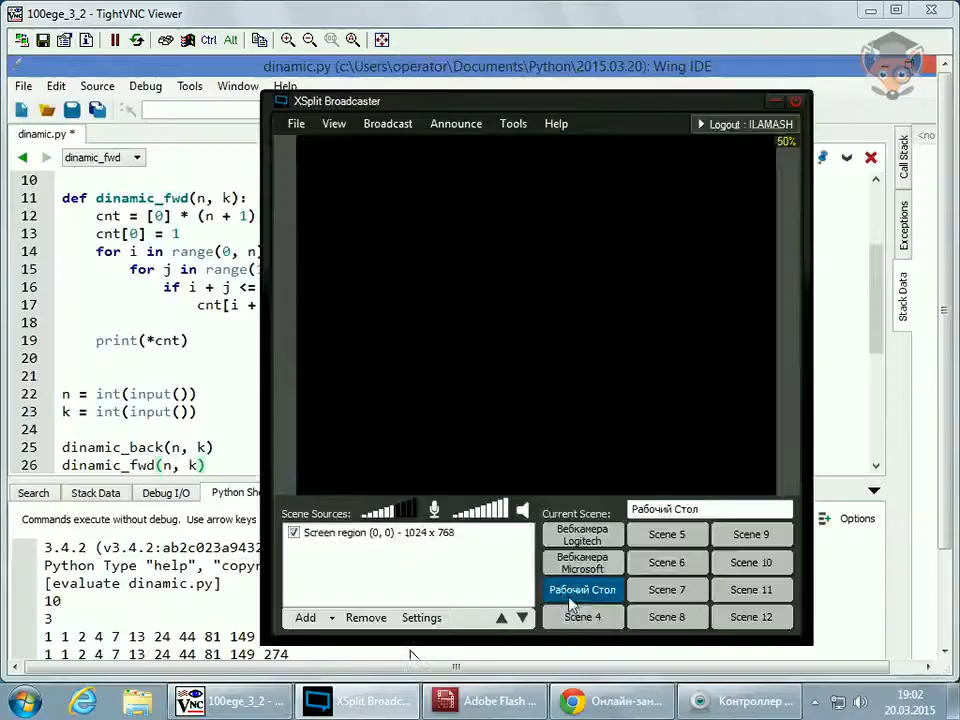 100ege_3_2 - TightVNC Viewer
Ctrl Alt
dinamic.py (c:\Users\operator\Documents\Python\2015.03.20): Wing IDE
File Edit Source Debug Tools Window Help
dinamic.py *
dinamic_fwd
10
11 def dinamic_fwd(n, k):
12 cnt = [0] * (n + 1)
13 cnt[0] = 1
14 for i in range(0, n)
15 for j in range(
16 if i + j <=
17 cnt[i +
18
19 print(*cnt)
20
21
22 n = int(input())
23 k = int(input())
24
25 dinamic_back(n, k)
26 dinamic_fwd(n, k)
Call Stack
Exceptions
Stack Data
<no
XSplit Broadcaster
File View Broadcast Announce Tools Help
Logout : ILAMASH
50%
Scene Sources:
Screen region (0, 0) - 1024 x 768
Add Remove Settings
Current Scene: Рабочий Стол
Вебкамера Logitech Scene 5 Scene 9
Вебкамера Microsoft Scene 6 Scene 10
Рабочий Стол Scene 7 Scene 11
Scene 4 Scene 8 Scene 12
Search Stack Data Debug I/O Python She
Commands execute without debug. Use arrow keys
Options
3.4.2 (v3.4.2:ab2c023a9432
Python Type "help", "copyr
[evaluate dinamic.py]
10
3
1 1 2 4 7 13 24 44 81 149
1 1 2 4 7 13 24 44 81 149 274
100ege_3_2 - ...
XSplit Broadc...
Adobe Flash ...
Онлайн-зан...
Контроллер ...
19:02
20.03.2015